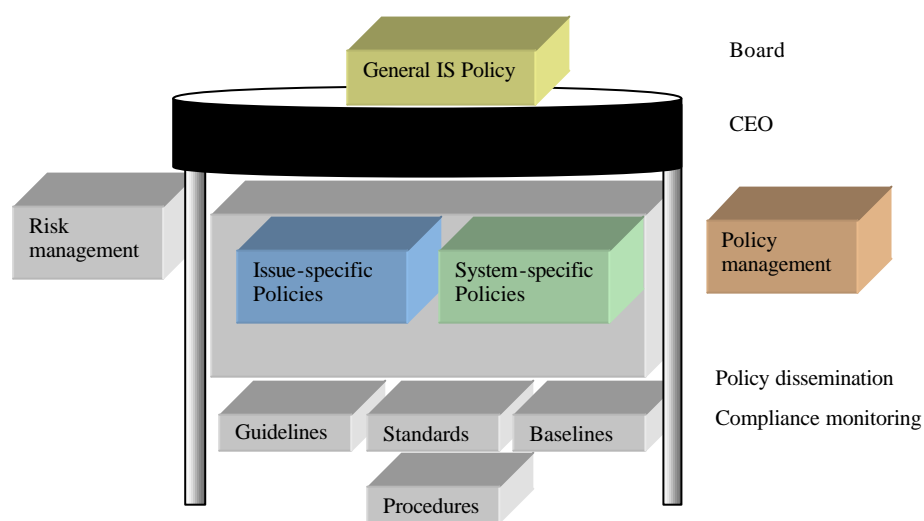 General IS Policy
Board
CEO
Risk
management
Issue-specific
Policies
System-specific
Policies
Policy
management
Policy dissemination
Compliance monitoring
Guidelines
Standards
Baselines
Procedures